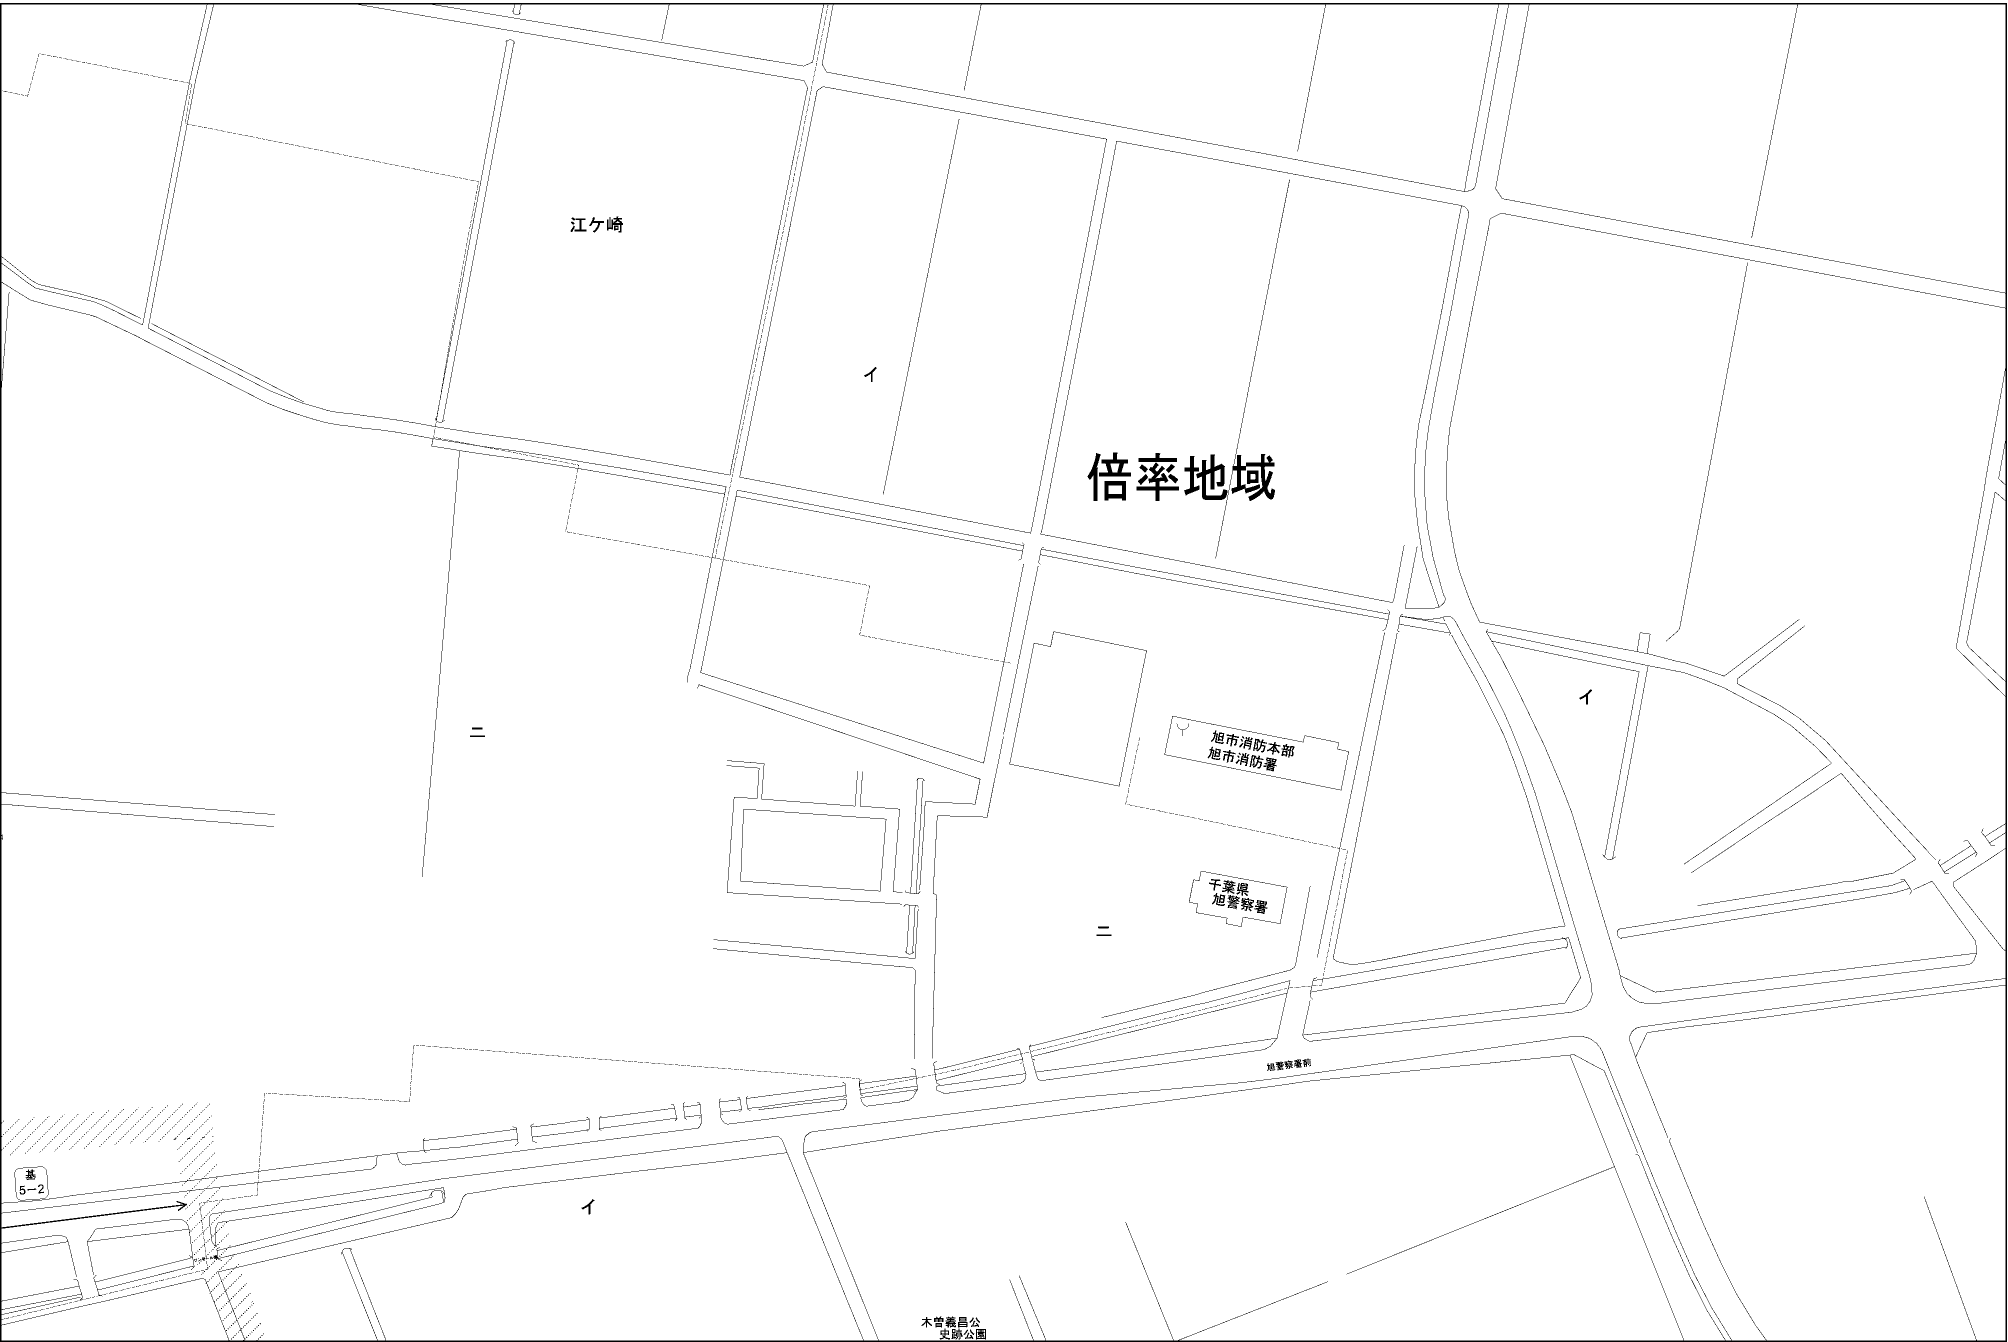 江ケ崎
イ
倍率地域
イ
ニ
旭市消防本部
旭市消防署
千葉県
旭警察署
ニ
旭警察署前
基
5－2
イ
木曽義昌公
史跡公園